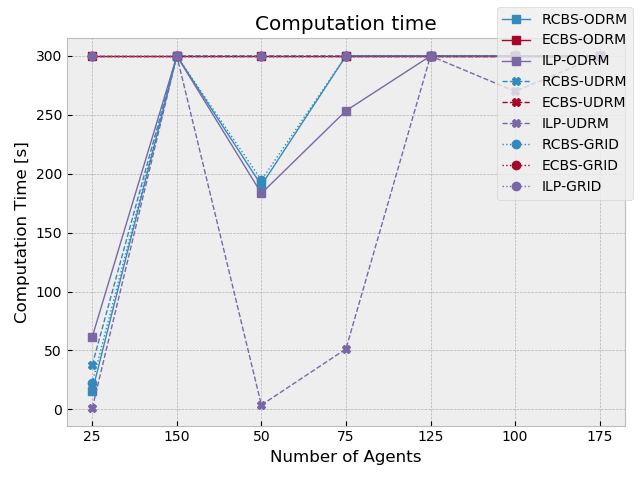 Computation time
RCBS-ODRM
ECBS-ODRM
ILP-ODRM
RCBS-UDRM
ECBS-UDRM
ILP-UDRM
RCBS-GRID
ECBS-GRID
ILP-GRID
300
250
200
150
100
50
0
Computation Time [s]
25 150 50 75 125 100 175
Number of Agents